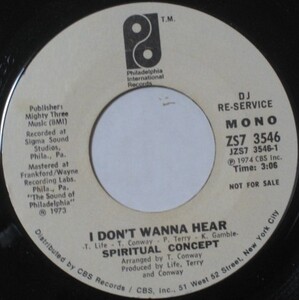 T.M.
Philadelphia
International
Records
DJ
RE-SERVICE
Publisher:
Mighty Three
Music (BMI)
MONO
Recorded at
Sigma Sound
Studies,
Phila., Pa.
ZS7 3546
JZS7 3546-1
℗ 1974 CBS Inc.
Time: 3:06
Mastered at
Frankford/Wayne
Recording Labs.
Phila., Pa.
"The Sound of
Philadelphia"
℗ 1973
NOT FOR SALE
I DON'T WANNA HEAR
-T. Life - T. Conway - P. Terry - K. Gamble-
SPIRITUAL CONCEPT
Arranged by T. Conway
Produced by Life, Terry
and Conway
Distributed by CBS Records/CBS, Inc., 51 West 52 Street, New York City